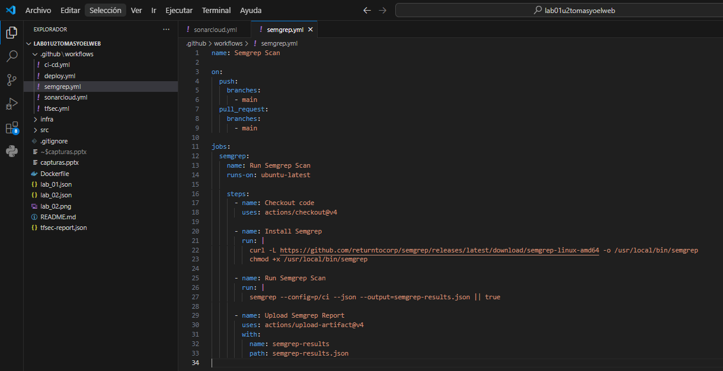 Archivo Editar Selección Ver Ir Ejecutar Terminal Ayuda
lab01u2tomasyoelweb
EXPLORADOR
LAB01U2TOMASYOELWEB
.github\workflows
ci-cd.yml
deploy.yml
semgrep.yml
sonarcloud.yml
tfsec.yml
infra
src
.gitignore
~$capturas.pptx
capturas.pptx
Dockerfile
lab_01.json
lab_02.json
lab_02.png
README.md
tfsec-report.json
sonarcloud.yml
semgrep.yml
.github > workflows > semgrep.yml
1 name: Semgrep Scan
2
3 on:
4 push:
5 branches:
6 - main
7 pull_request:
8 branches:
9 - main
10
11 jobs:
12 semgrep:
13 name: Run Semgrep Scan
14 runs-on: ubuntu-latest
15
16 steps:
17 - name: Checkout code
18 uses: actions/checkout@v4
19
20 - name: Install Semgrep
21 run: |
22 curl -L https://github.com/returntocorp/semgrep/releases/latest/download/semgrep-linux-amd64 -o /usr/local/bin/semgrep
23 chmod +x /usr/local/bin/semgrep
24
25 - name: Run Semgrep Scan
26 run: |
27 semgrep --config=p/ci --json --output=semgrep-results.json || true
28
29 - name: Upload Semgrep Report
30 uses: actions/upload-artifact@v4
31 with:
32 name: semgrep-results
33 path: semgrep-results.json
34